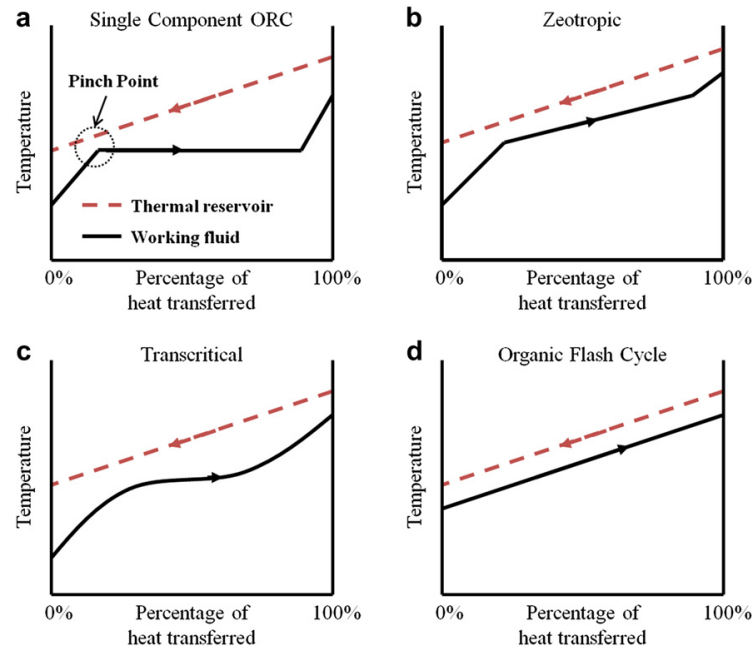 a
Single Component ORC
Pinch Point
Temperature
Thermal reservoir
Working fluid
0%
Percentage of
heat transferred
100%
b
Zeotropic
Temperature
0%
Percentage of
heat transferred
100%
c
Transcritical
Temperature
0%
Percentage of
heat transferred
100%
d
Organic Flash Cycle
Temperature
0%
Percentage of
heat transferred
100%